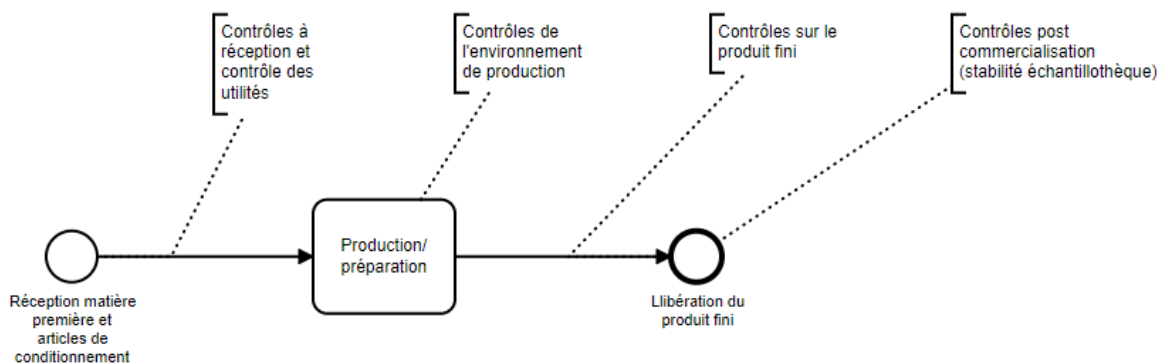 Contrôles à
réception et
contrôle des
utilités
Contrôles de
l'environnement
de production
Contrôles sur le
produit fini
Contrôles post
commercialisation
(stabilité échantillothèque)
Production/
préparation
Réception matière
première et
articles de
conditionnement
Llibération du
produit fini